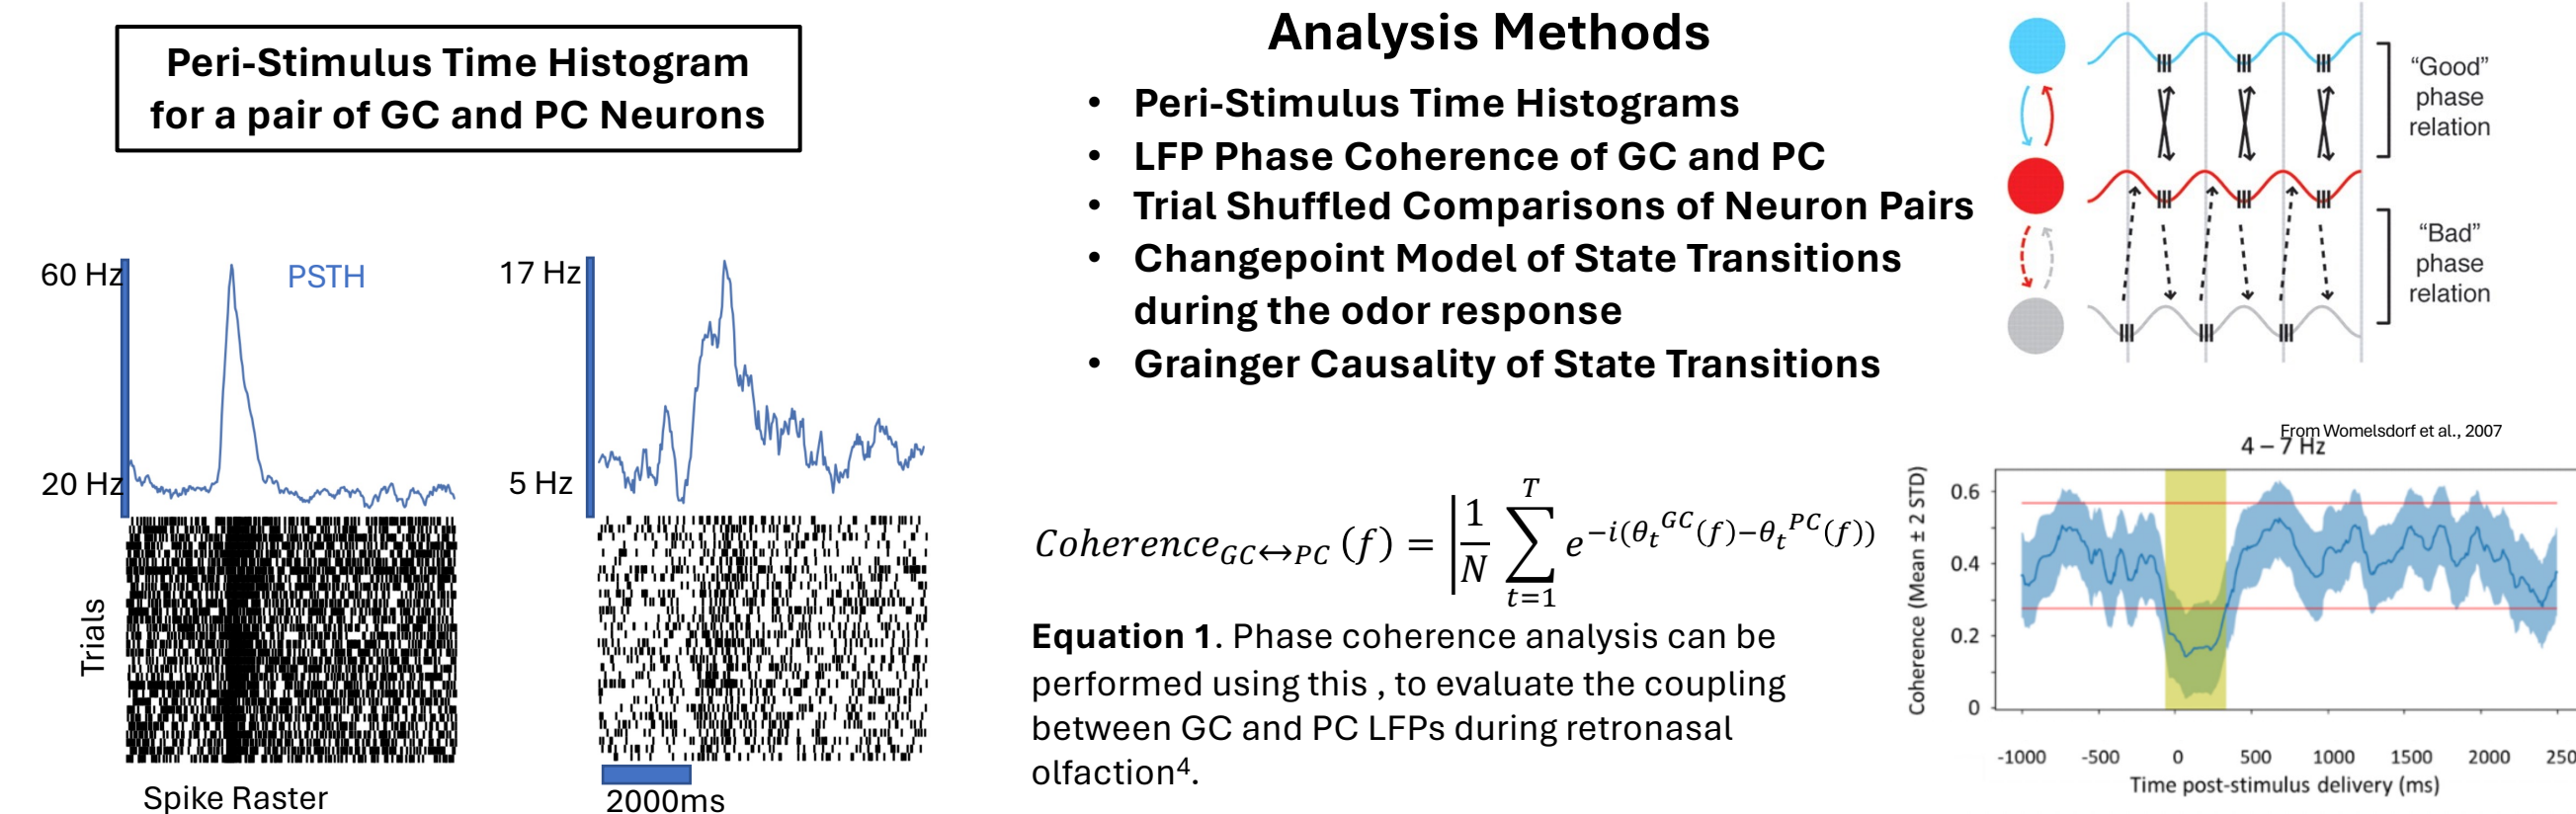 Peri-Stimulus Time Histogram
for a pair of GC and PC Neurons
60 Hz
PSTH
20 Hz
17 Hz
5 Hz
Trials
Spike Raster
2000ms
Analysis Methods
• Peri-Stimulus Time Histograms
• LFP Phase Coherence of GC and PC
• Trial Shuffled Comparisons of Neuron Pairs
• Changepoint Model of State Transitions
during the odor response
• Grainger Causality of State Transitions
Coherence_{GC↔PC} (f) = |\frac{1}{N} \sum_{t=1}^{T} e^{-i(θ_t^{GC}(f)-θ_t^{PC}(f))}
Equation 1. Phase coherence analysis can be
performed using this , to evaluate the coupling
between GC and PC LFPs during retronasal
olfaction⁴.
“Good”
phase
relation
“Bad”
phase
relation
From Womelsdorf et al., 2007
4 – 7 Hz
Coherence (Mean ± 2 STD)
0.6
0.4
0.2
0
-1000 -500 0 500 1000 1500 2000 250
Time post-stimulus delivery (ms)